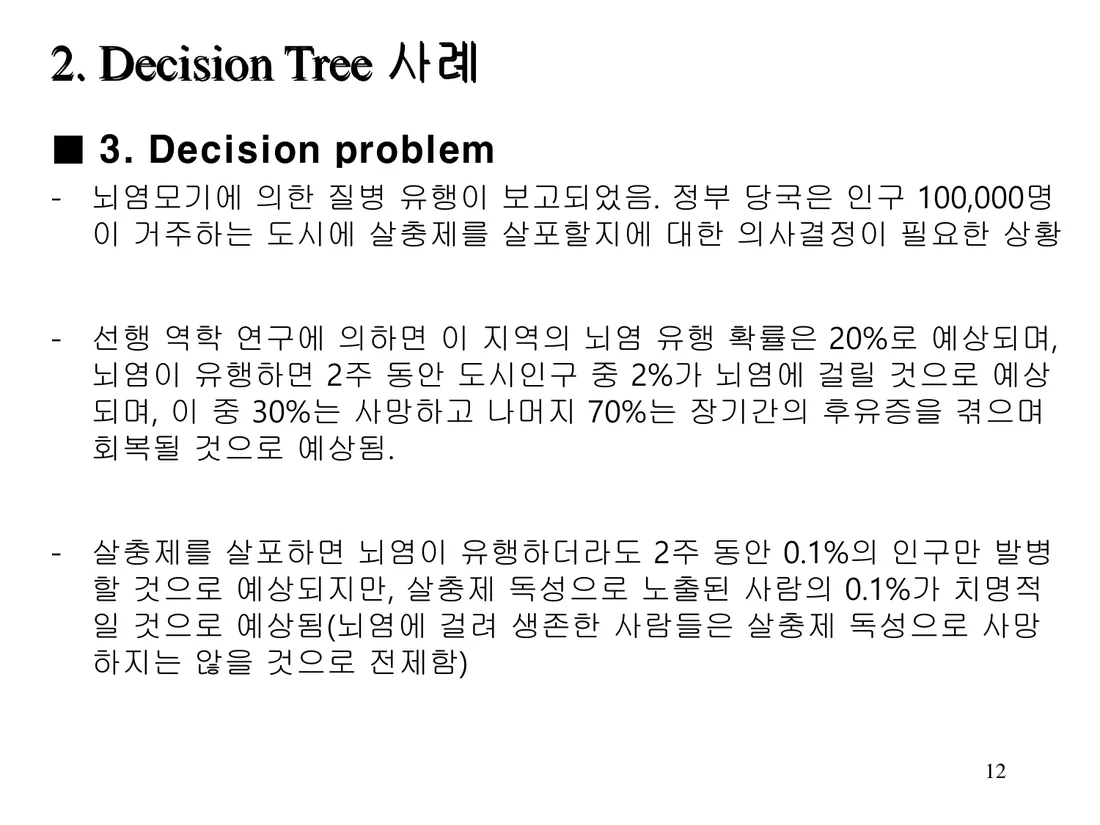 2. Decision Tree 사례
■ 3. Decision problem
- 뇌염모기에 의한 질병 유행이 보고되었음. 정부 당국은 인구 100,000명
이 거주하는 도시에 살충제를 살포할지에 대한 의사결정이 필요한 상황
- 선행 역학 연구에 의하면 이 지역의 뇌염 유행 확률은 20%로 예상되며,
뇌염이 유행하면 2주 동안 도시인구 중 2%가 뇌염에 걸릴 것으로 예상
되며, 이 중 30%는 사망하고 나머지 70%는 장기간의 후유증을 겪으며
회복될 것으로 예상됨.
- 살충제를 살포하면 뇌염이 유행하더라도 2주 동안 0.1%의 인구만 발병
할 것으로 예상되지만, 살충제 독성으로 노출된 사람의 0.1%가 치명적
일 것으로 예상됨(뇌염에 걸려 생존한 사람들은 살충제 독성으로 사망
하지는 않을 것으로 전제함)
12